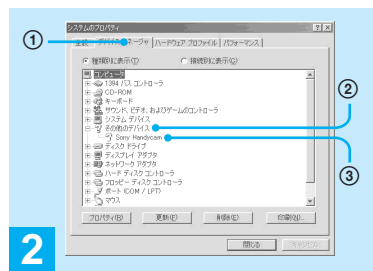 システムのプロパティ
全般 デバイス マネージャ ハードウェア プロファイル パフォーマンス
①
種類別に表示(T) 接続別に表示(C)
コンピュータ
1394 バス コントローラ
CD-ROM
キーボード
サウンド、ビデオ、およびゲームのコントローラ
②
システム デバイス
その他のデバイス
Sony Handycam
③
ディスク ドライブ
ディスプレイ アダプタ
ネットワーク アダプタ
ハード ディスク コントローラ
フロッピー ディスク コントローラ
ポート (COM / LPT)
マウス
プロパティ(R) 更新(F) 削除(E) 印刷(N)...
閉じる キャンセル
2